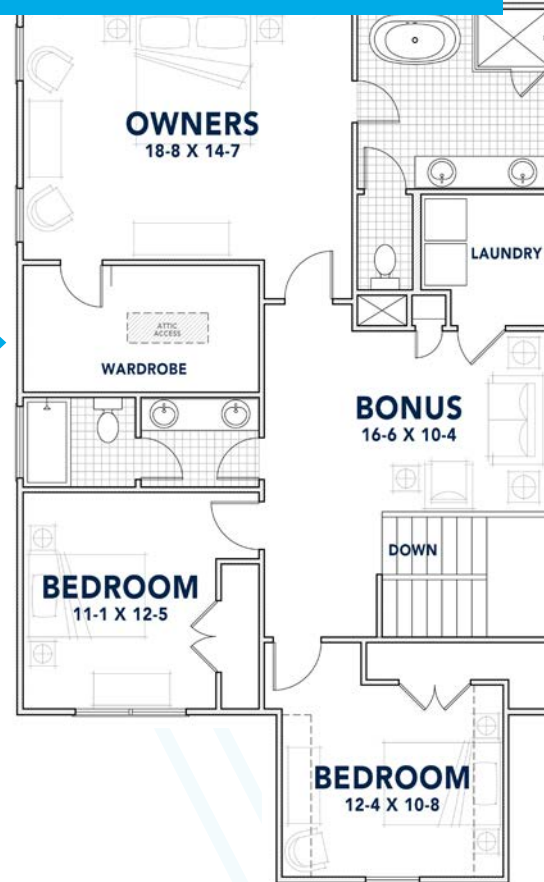 OWNERS
18-8 X 14-7
LAUNDRY
ATTIC
ACCESS
WARDROBE
BONUS
16-6 X 10-4
DOWN
BEDROOM
11-1 X 12-5
BEDROOM
12-4 X 10-8